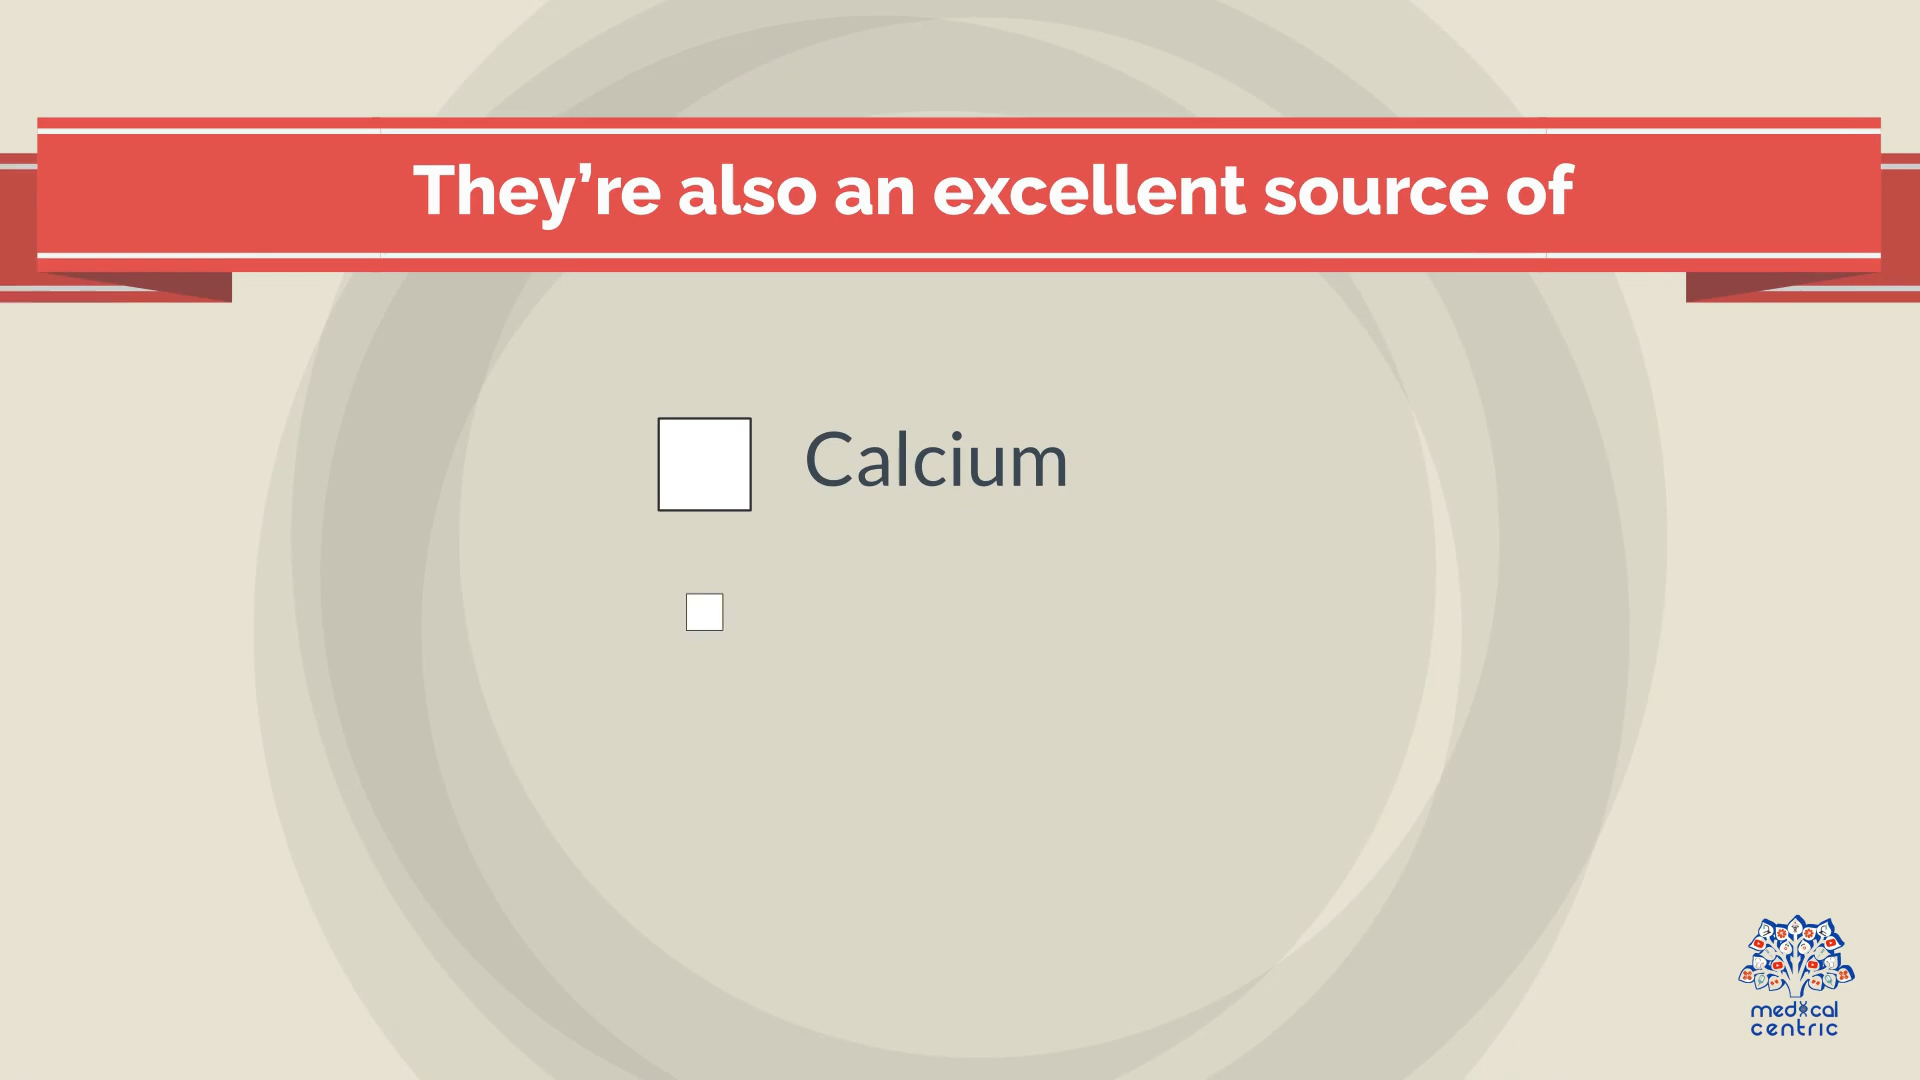 They’re also an excellent source of
Calcium
medical
centric